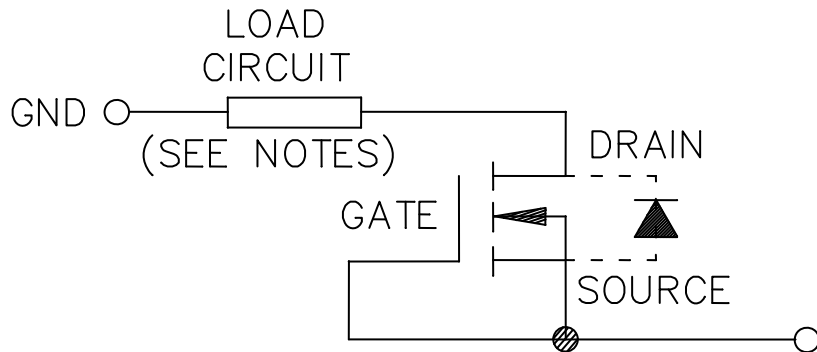 LOAD
CIRCUIT
GND
(SEE NOTES)
DRAIN
GATE
SOURCE